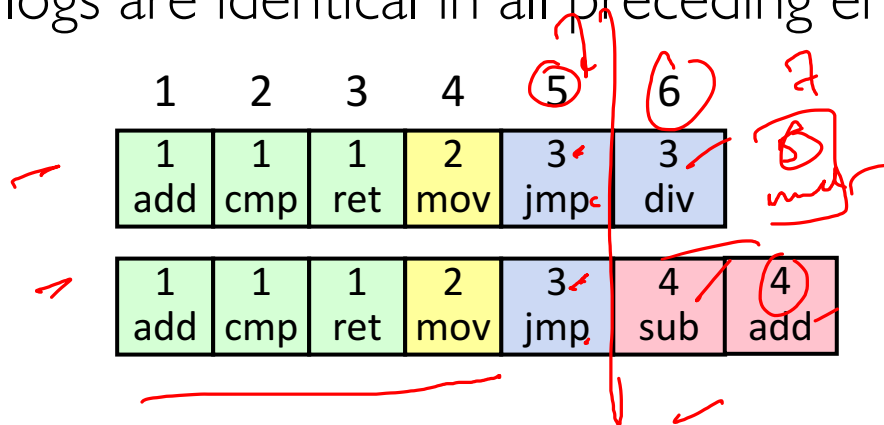 logs are identical in all preceding
1 2 3 4 5 6 7
1 1 1 2 3 3
add cmp ret mov jmp div
1 1 1 2 3 4 4
add cmp ret mov jmp sub add